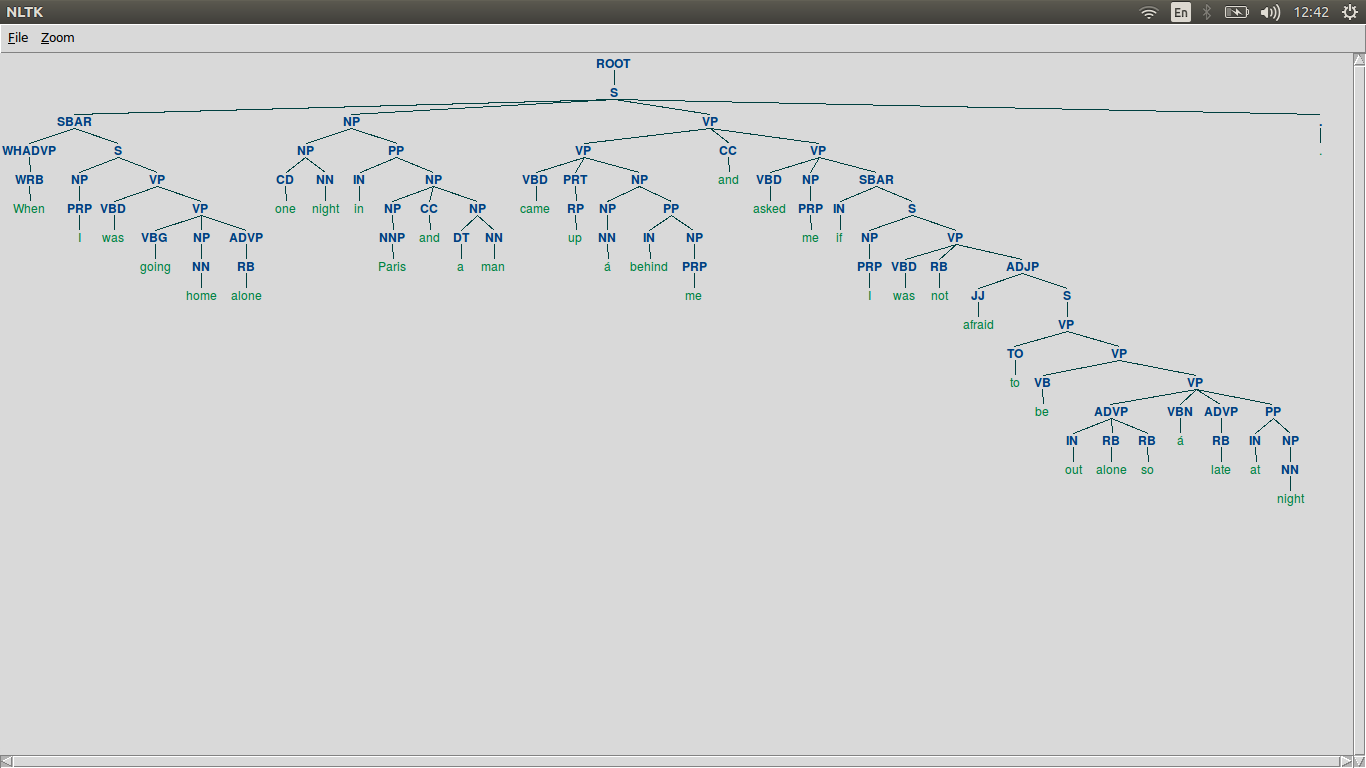 NLTK En 12:42
File Zoom
ROOT
S
SBAR NP VP .
WHADVP S NP PP VP CC VP .
WRB NP VP CD NN IN NP VBD PRT NP and VBD NP SBAR
When PRP VBD VP one night in NP CC NP came RP NP PP asked PRP IN S
I was VBG NP ADVP NNP and DT NN up NN IN NP me if NP VP
going NN RB Paris a man á behind PRP PRP VBD RB ADJP
home alone me I was not JJ S
afraid VP
TO VP
to VB VP
be ADVP VBN ADVP PP
IN RB RB á RB IN NP
out alone so late at NN
night